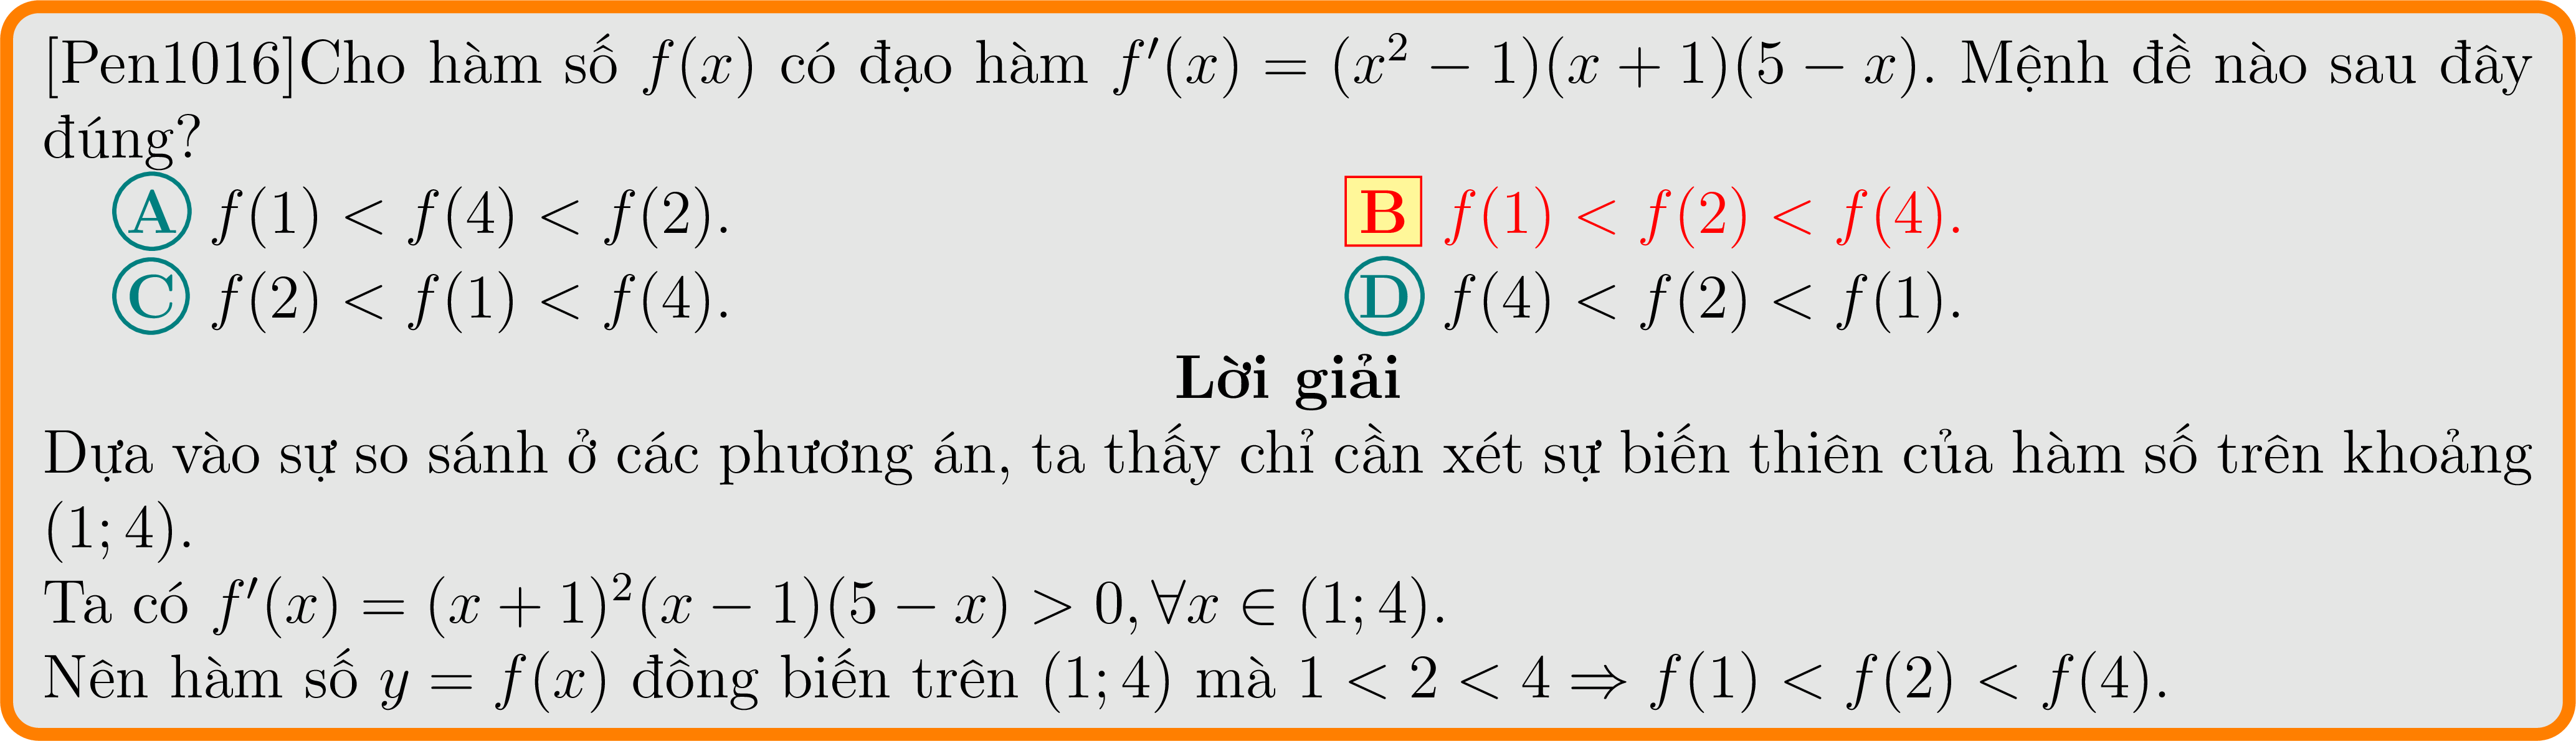 [Pen1016]Cho hàm số f(x) có đạo hàm f′(x) = (x² − 1)(x + 1)(5 − x). Mệnh đề nào sau đây
đúng?
A f(1) < f(4) < f(2). B f(1) < f(2) < f(4).
C f(2) < f(1) < f(4). D f(4) < f(2) < f(1).
Lời giải
Dựa vào sự so sánh ở các phương án, ta thấy chỉ cần xét sự biến thiên của hàm số trên khoảng
(1; 4).
Ta có f′(x) = (x + 1)²(x − 1)(5 − x) > 0, ∀x ∈ (1; 4).
Nên hàm số y = f(x) đồng biến trên (1; 4) mà 1 < 2 < 4 ⇒ f(1) < f(2) < f(4).